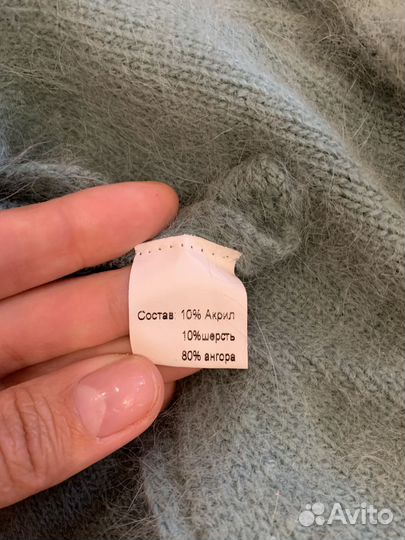 Состав 10% Акрил
10%шерсть
80% ангора
Avito